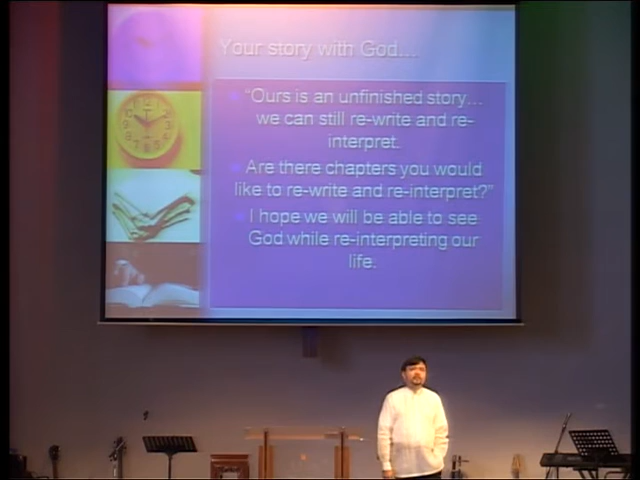 Your story with God...
"Ours is an unfinished story...
we can still re-write and re-
interpret.
Are there chapters you would
like to re-write and re-interpret?"
I hope we will be able to see
God while re-interpreting our
life.